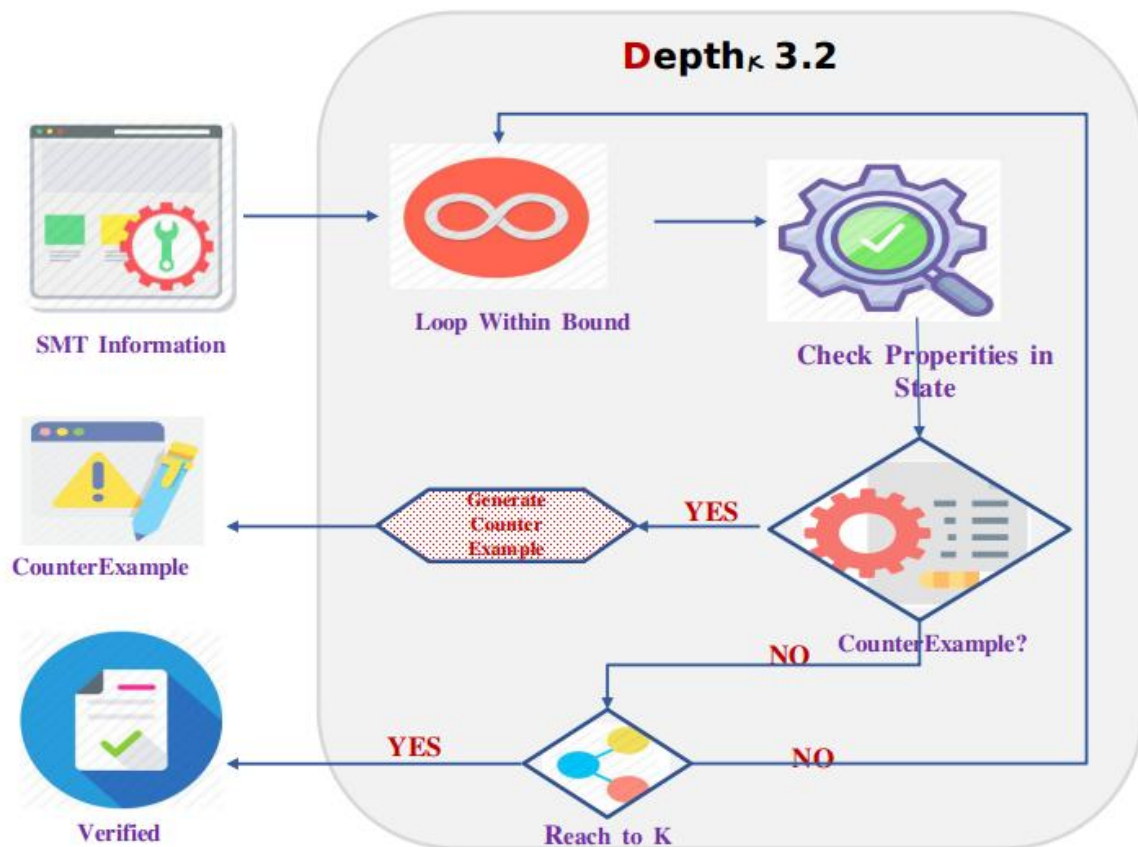 Depthκ 3.2
SMT Information
Loop Within Bound
Check Properities in
State
Generate
Counter
Example
YES
CounterExample
CounterExample?
NO
YES
NO
Verified
Reach to K